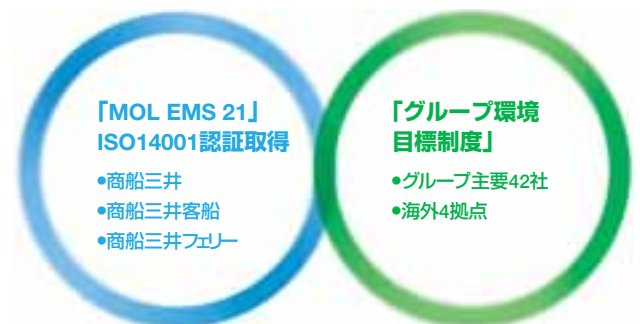 「MOL EMS 21」
ISO14001認証取得
●商船三井
●商船三井客船
●商船三井フェリー
「グループ環境
目標制度」
●グループ主要42社
●海外4拠点